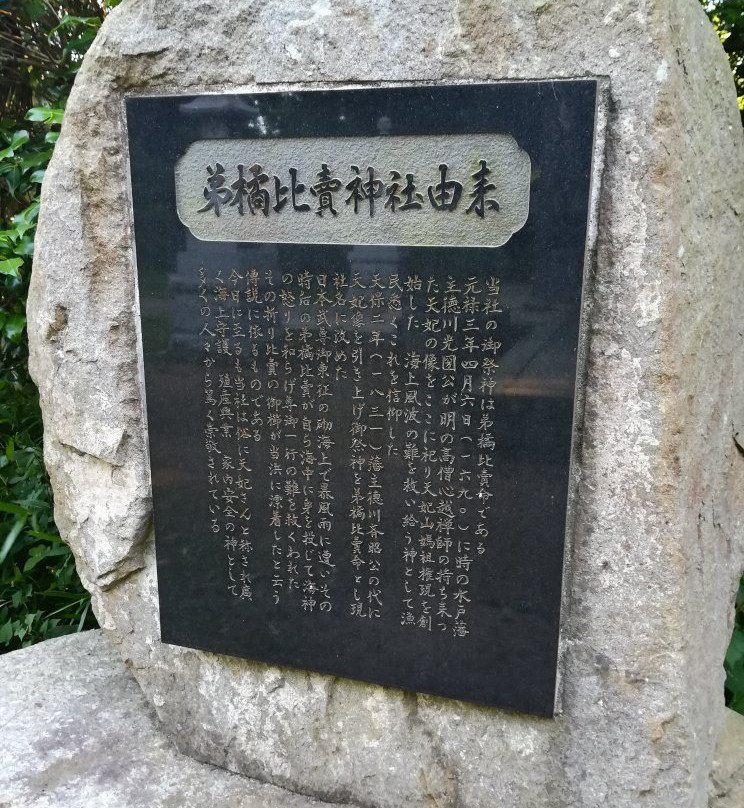 弟橘比賣神社由来
当社の御祭神は弟橘比賣命である
元禄三年四月六日(一六九〇)に時の水戸藩
主徳川光圀公が明の高僧心越禅師の持ち来っ
た天妃の像をここに祀り天妃山媽祖権現を創
始した 海上風波の難を救い給う神として漁
民悉くこれを信仰した
天保二年(一八三一)藩主徳川斉昭公の代に
天妃像を引き上げ御祭神を弟橘比賣命とし現
社名に改めた
日本武尊御東征の砌海上で暴風雨に遭いその
時后の弟橘比賣が自ら海中に身を投じて海神
の怒りを和らげ尊御一行の難を救くわれた
その折り比賣の御櫛が当浜に漂着したと云う
傳説に依るものである
今日に至るも当社は俗に天妃さんと称され廣
く海上守護 殖産興業 家内安全の神として
多くの人々から篤く崇敬されている